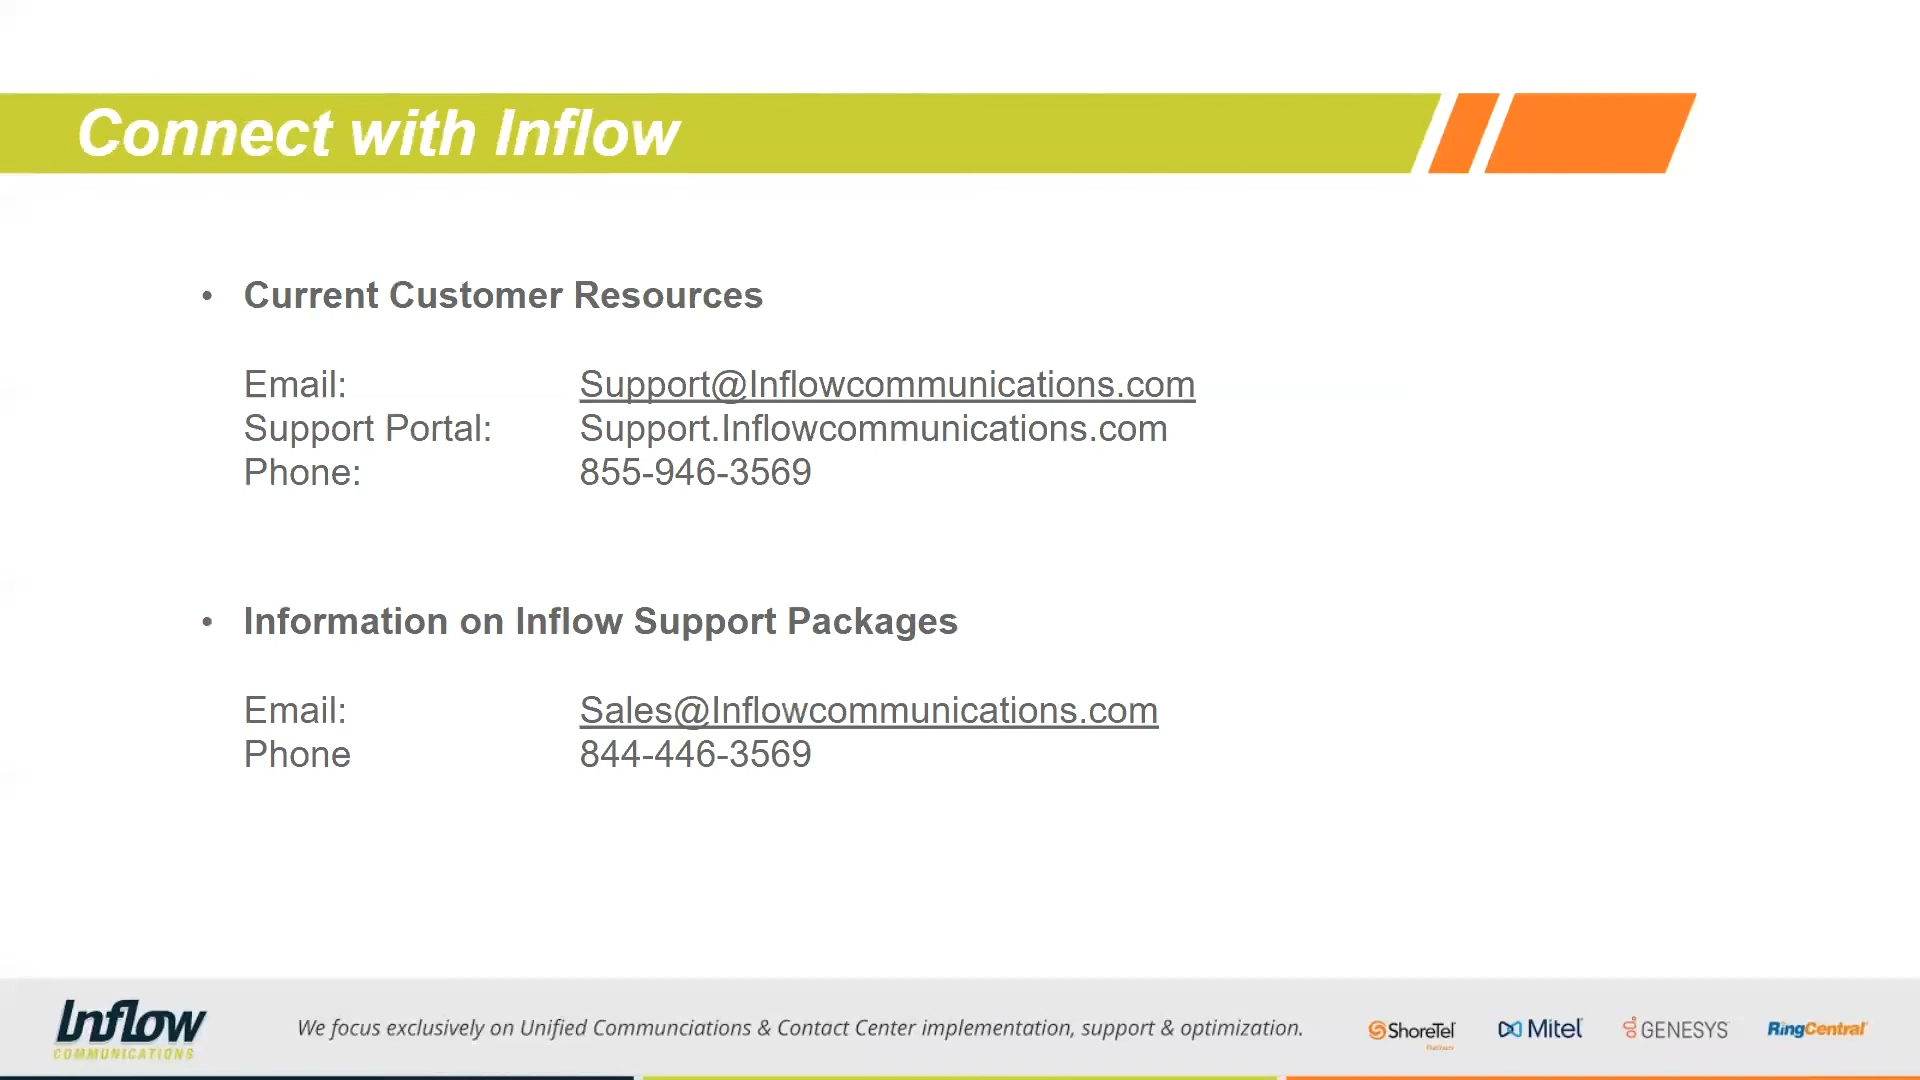 Connect with Inflow
• Current Customer Resources
Email: Support@Inflowcommunications.com
Support Portal: Support.Inflowcommunications.com
Phone: 855-946-3569
• Information on Inflow Support Packages
Email: Sales@Inflowcommunications.com
Phone 844-446-3569
Inflow
COMMUNICATIONS
We focus exclusively on Unified Communciations & Contact Center implementation, support & optimization.
ShoreTel
Mitel
GENESYS
RingCentral